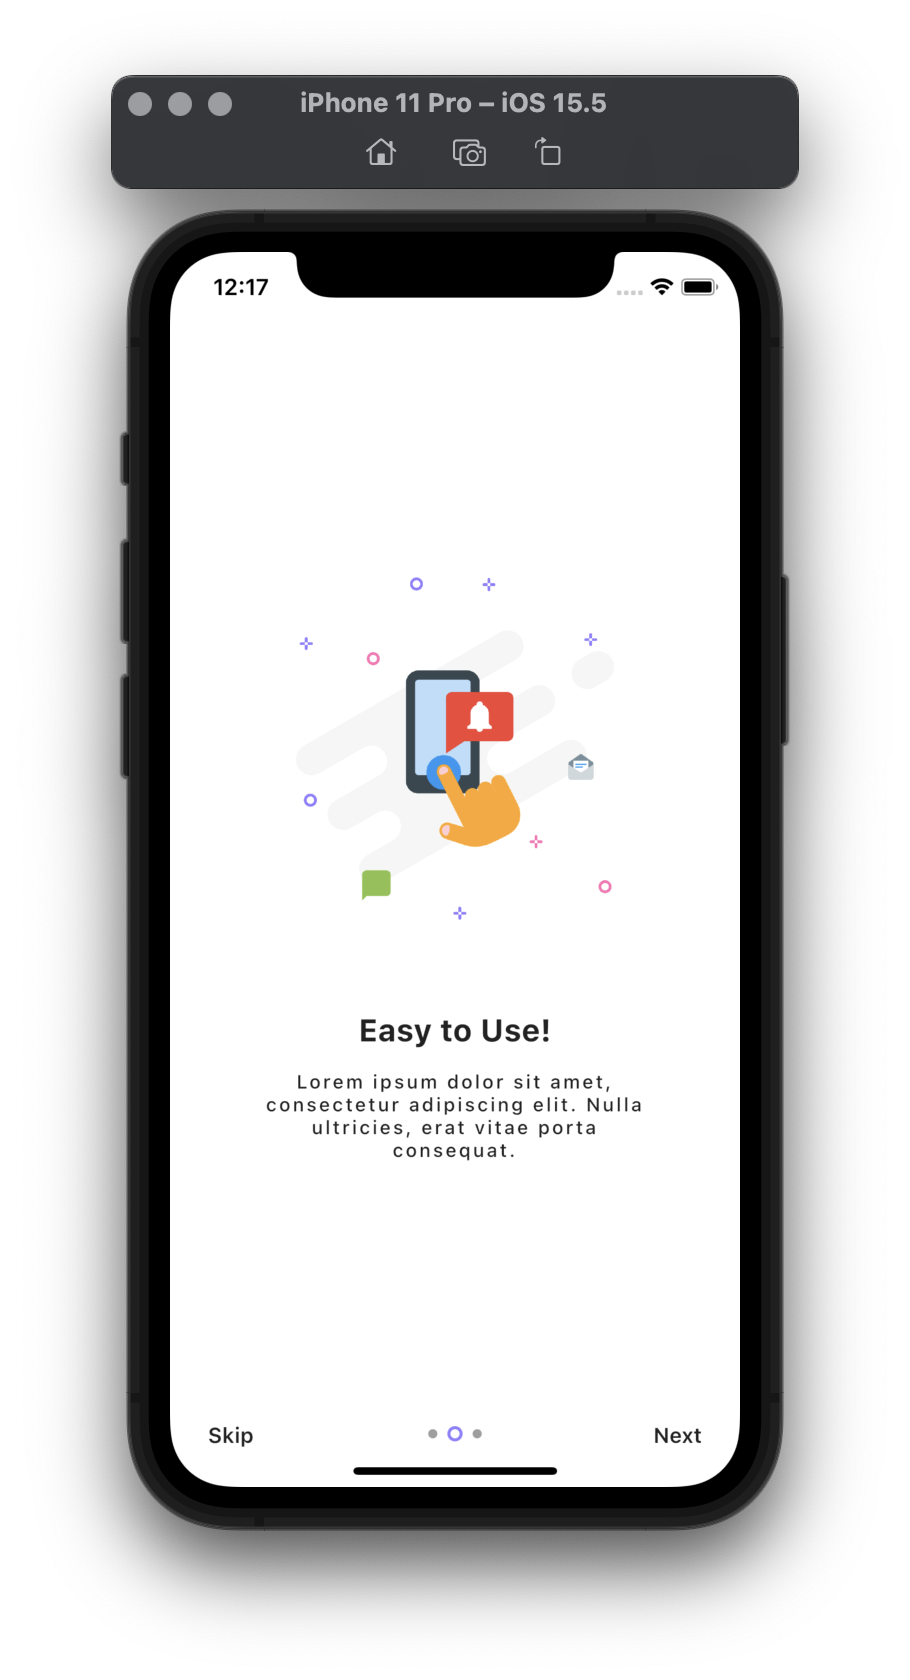 iPhone 11 Pro – iOS 15.5
12:17
Easy to Use!
Lorem ipsum dolor sit amet,
consectetur adipiscing elit. Nulla
ultricies, erat vitae porta
consequat.
Skip
Next